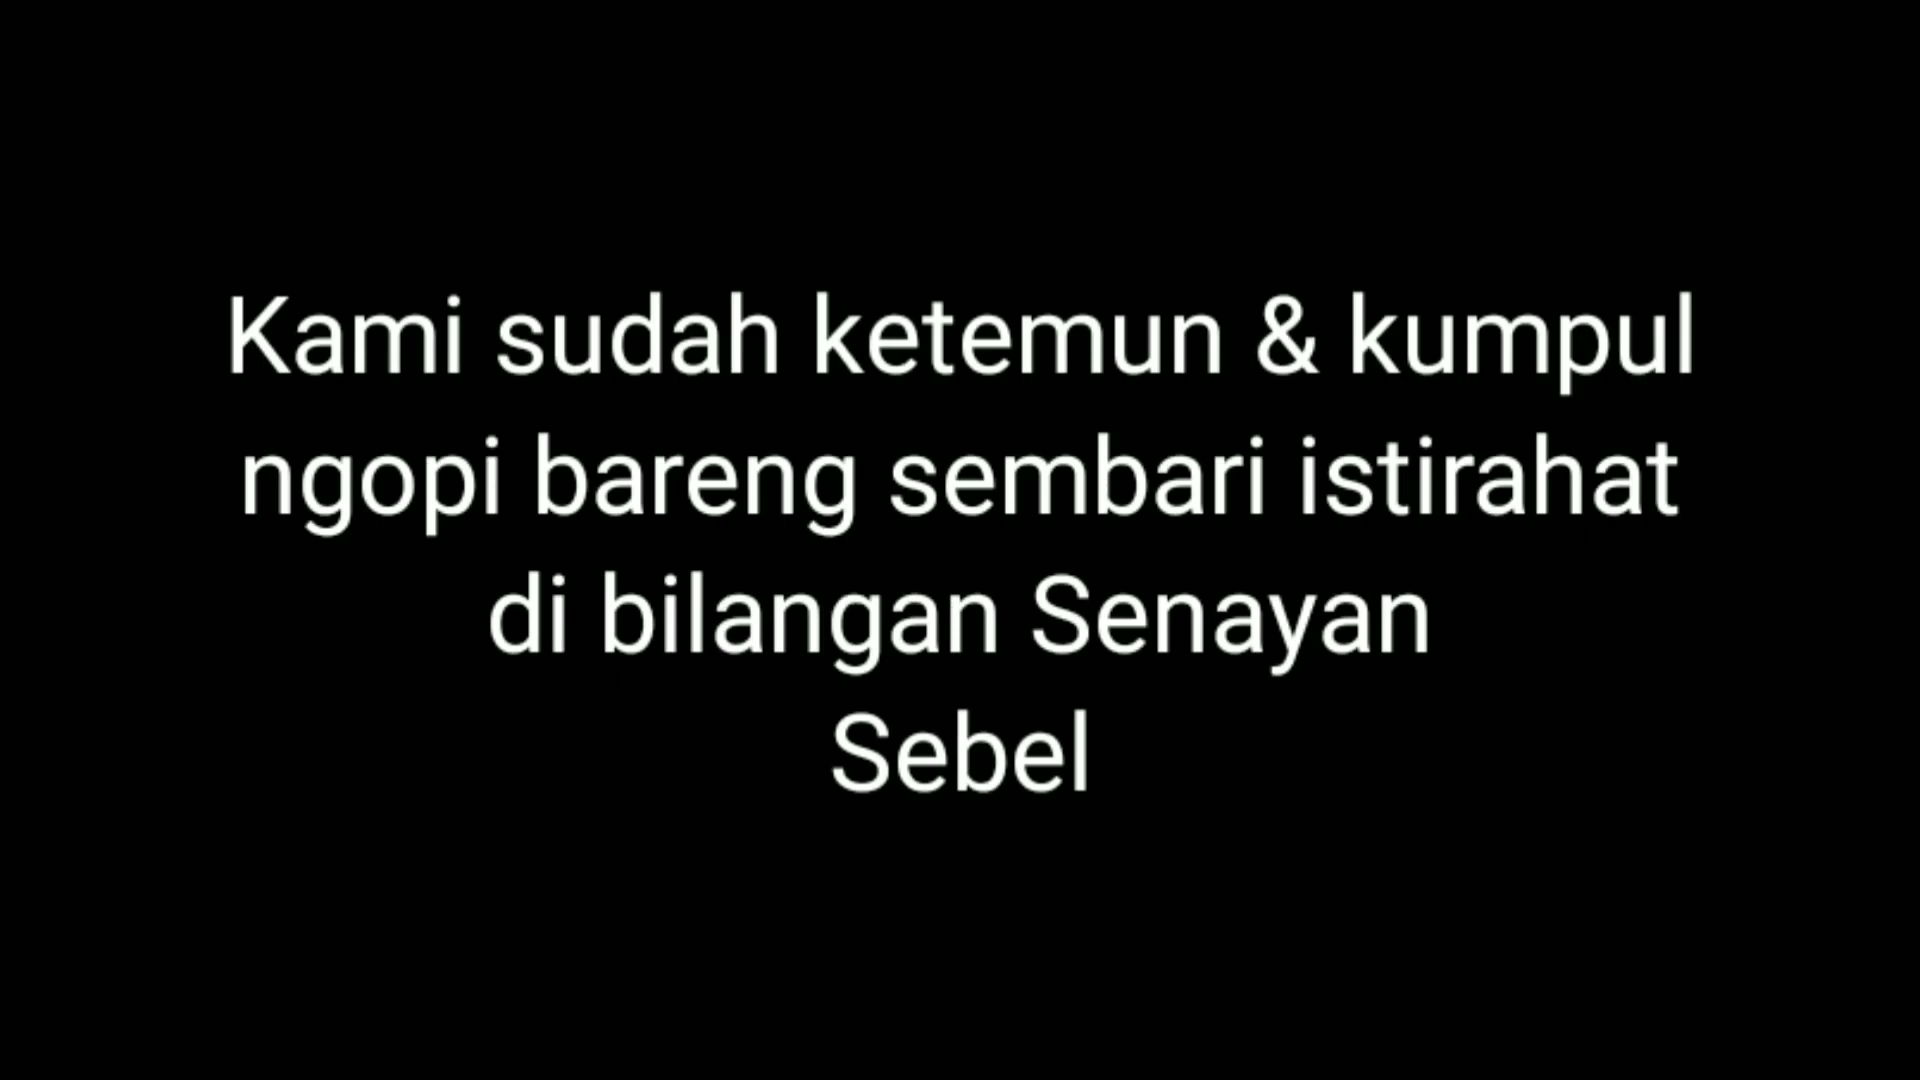 Kami sudah ketemun & kumpul
ngopi bareng sembari istirahat
di bilangan Senayan
Sebel